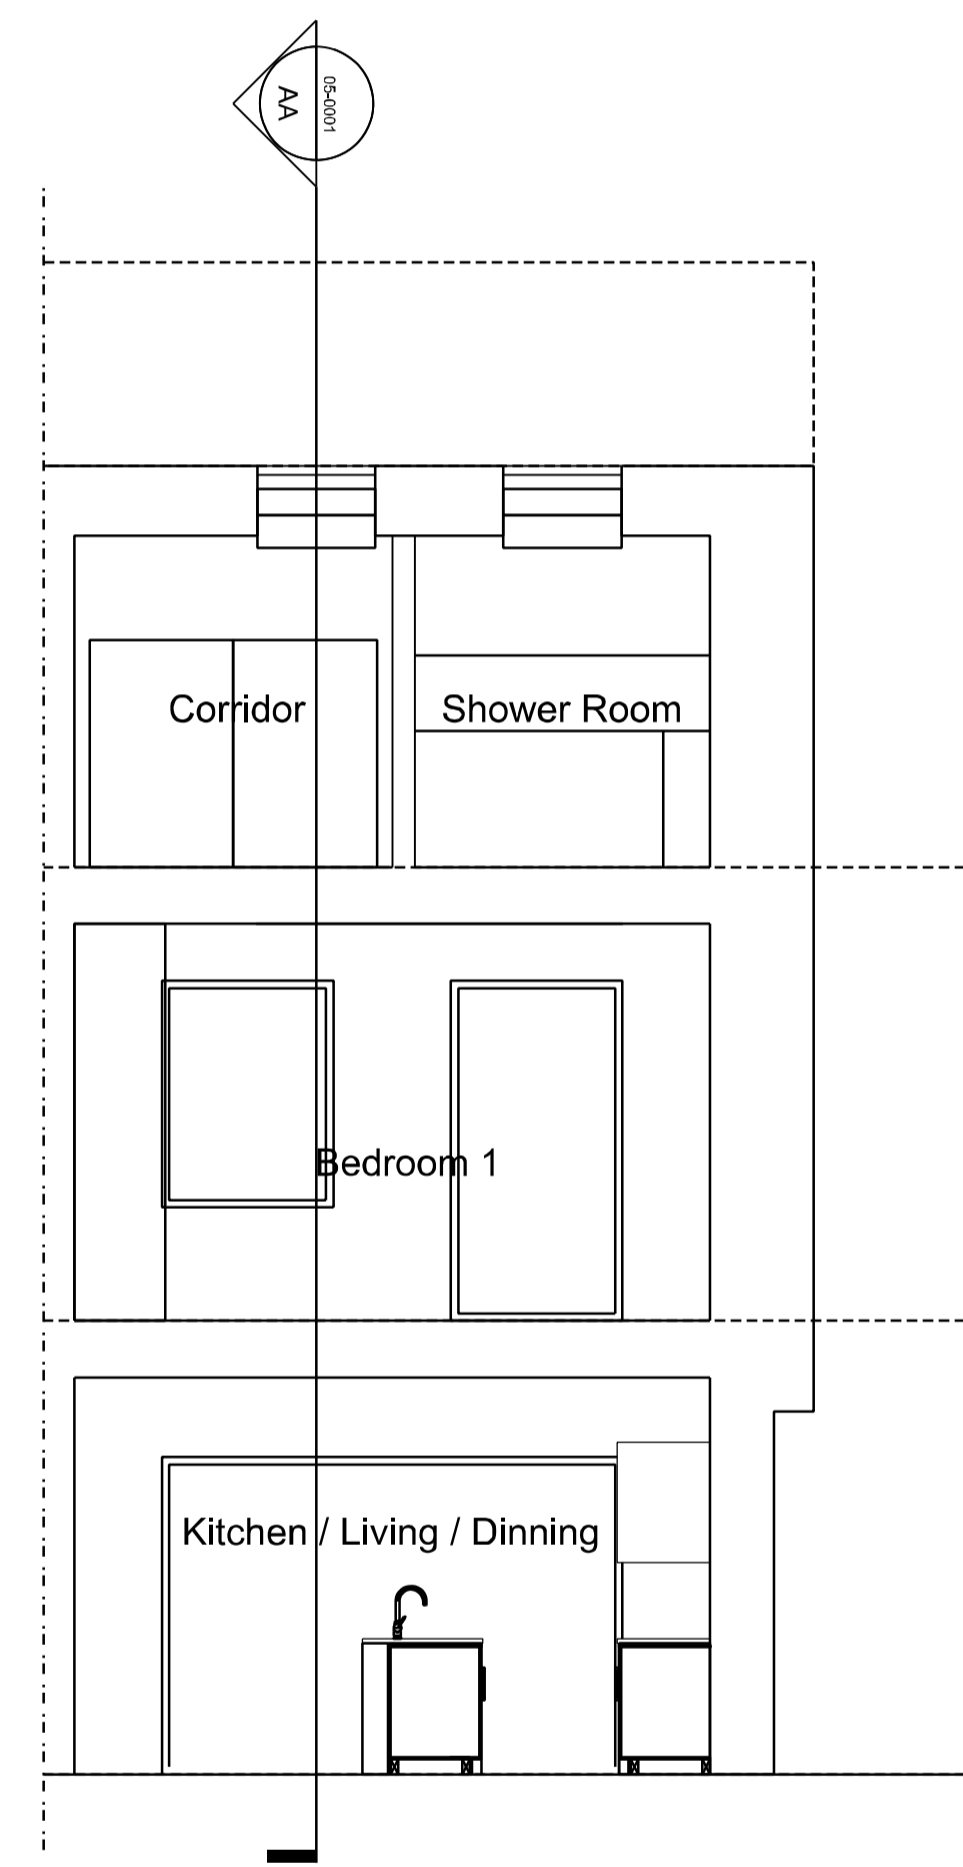 05-0001
AA
Corridor
Shower Room
Bedroom 1
Kitchen / Living / Dinning